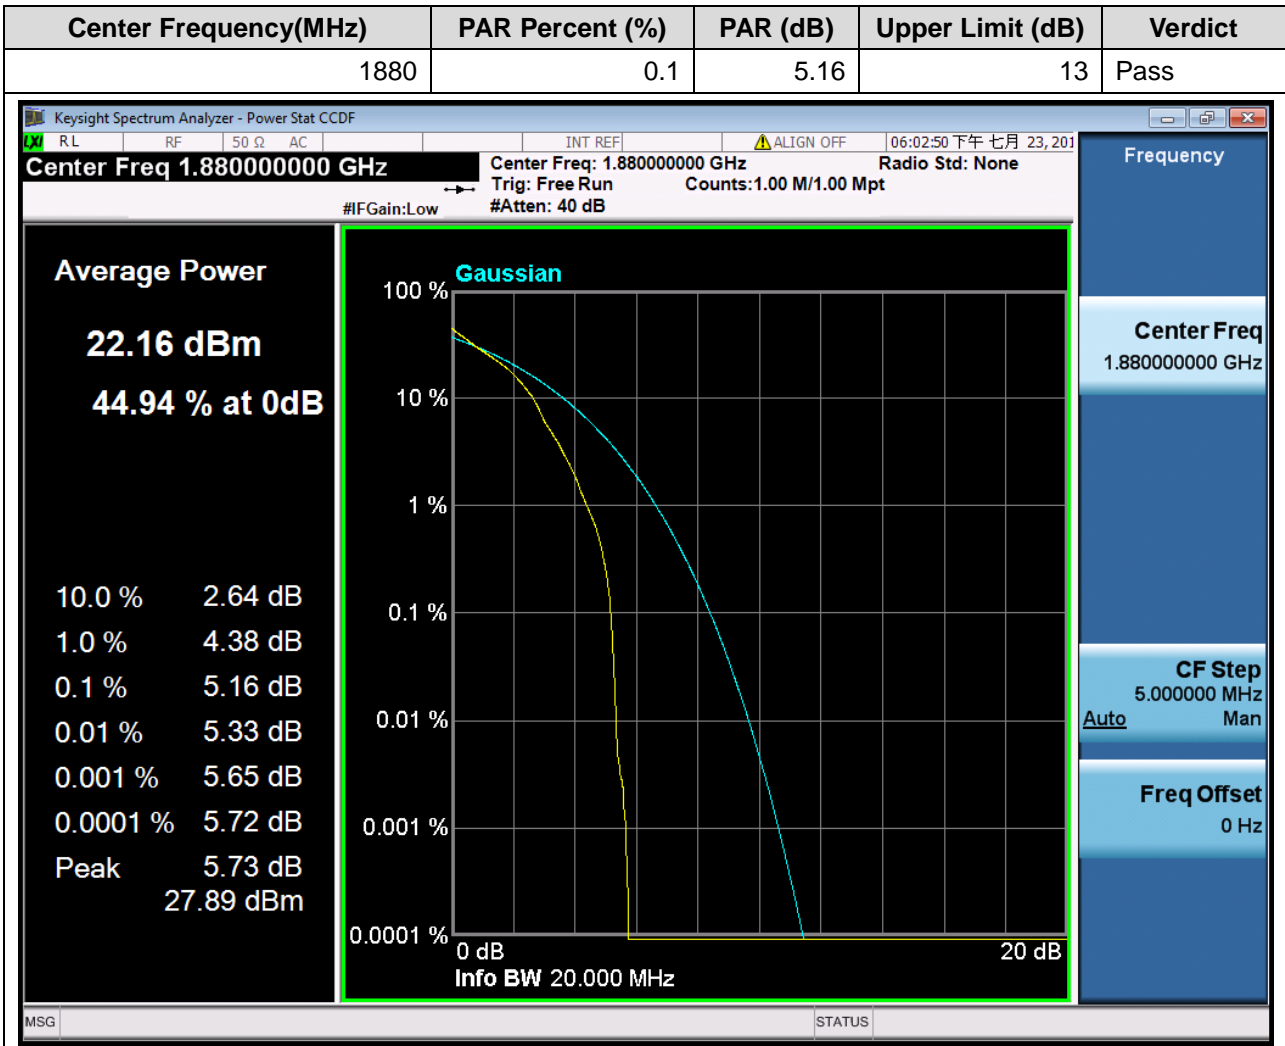 Center Frequency(MHz) PAR Percent (%) PAR (dB) Upper Limit (dB) Verdict
1880 0.1 5.16 13 Pass
Keysight Spectrum Analyzer - Power Stat CCDF
LXI RL RF 50 Ω AC INT REF ALIGN OFF 06:02:50 下午 七月 23, 201
Center Freq 1.880000000 GHz
Center Freq: 1.880000000 GHz Radio Std: None
Trig: Free Run Counts:1.00 M/1.00 Mpt
#IFGain:Low #Atten: 40 dB
Average Power
22.16 dBm
44.94 % at 0dB
10.0 % 2.64 dB
1.0 % 4.38 dB
0.1 % 5.16 dB
0.01 % 5.33 dB
0.001 % 5.65 dB
0.0001 % 5.72 dB
Peak 5.73 dB
27.89 dBm
Gaussian
100 %
10 %
1 %
0.1 %
0.01 %
0.001 %
0.0001 %
0 dB 20 dB
Info BW 20.000 MHz
Frequency
Center Freq
1.880000000 GHz
CF Step
5.000000 MHz
Auto Man
Freq Offset
0 Hz
MSG STATUS